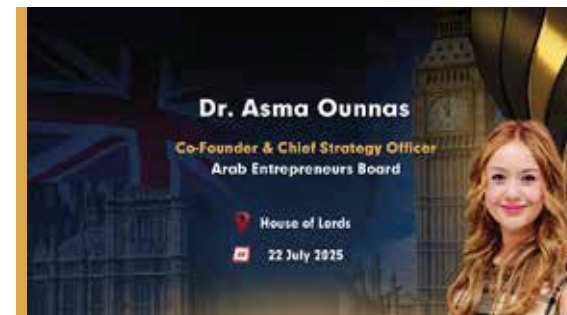 Dr. Asma Ounnas
Co-Founder & Chief Strategy Officer
Arab Entrepreneurs Board
House of Lords
22 July 2025